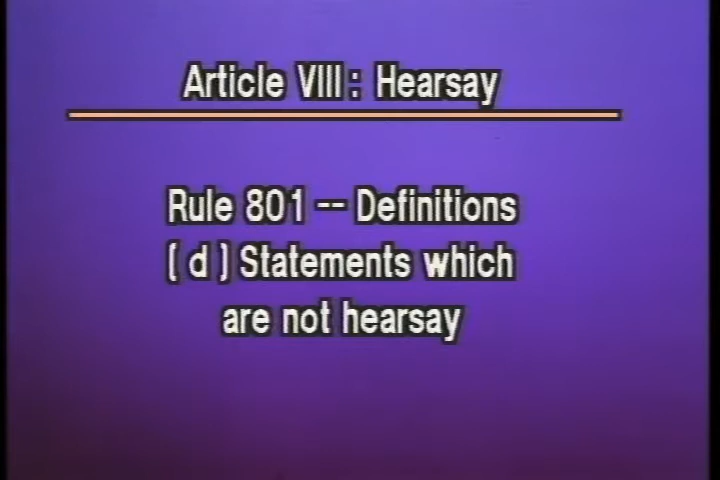 Article VIII: Hearsay
Rule 801 -- Definitions
( d ) Statements which
are not hearsay